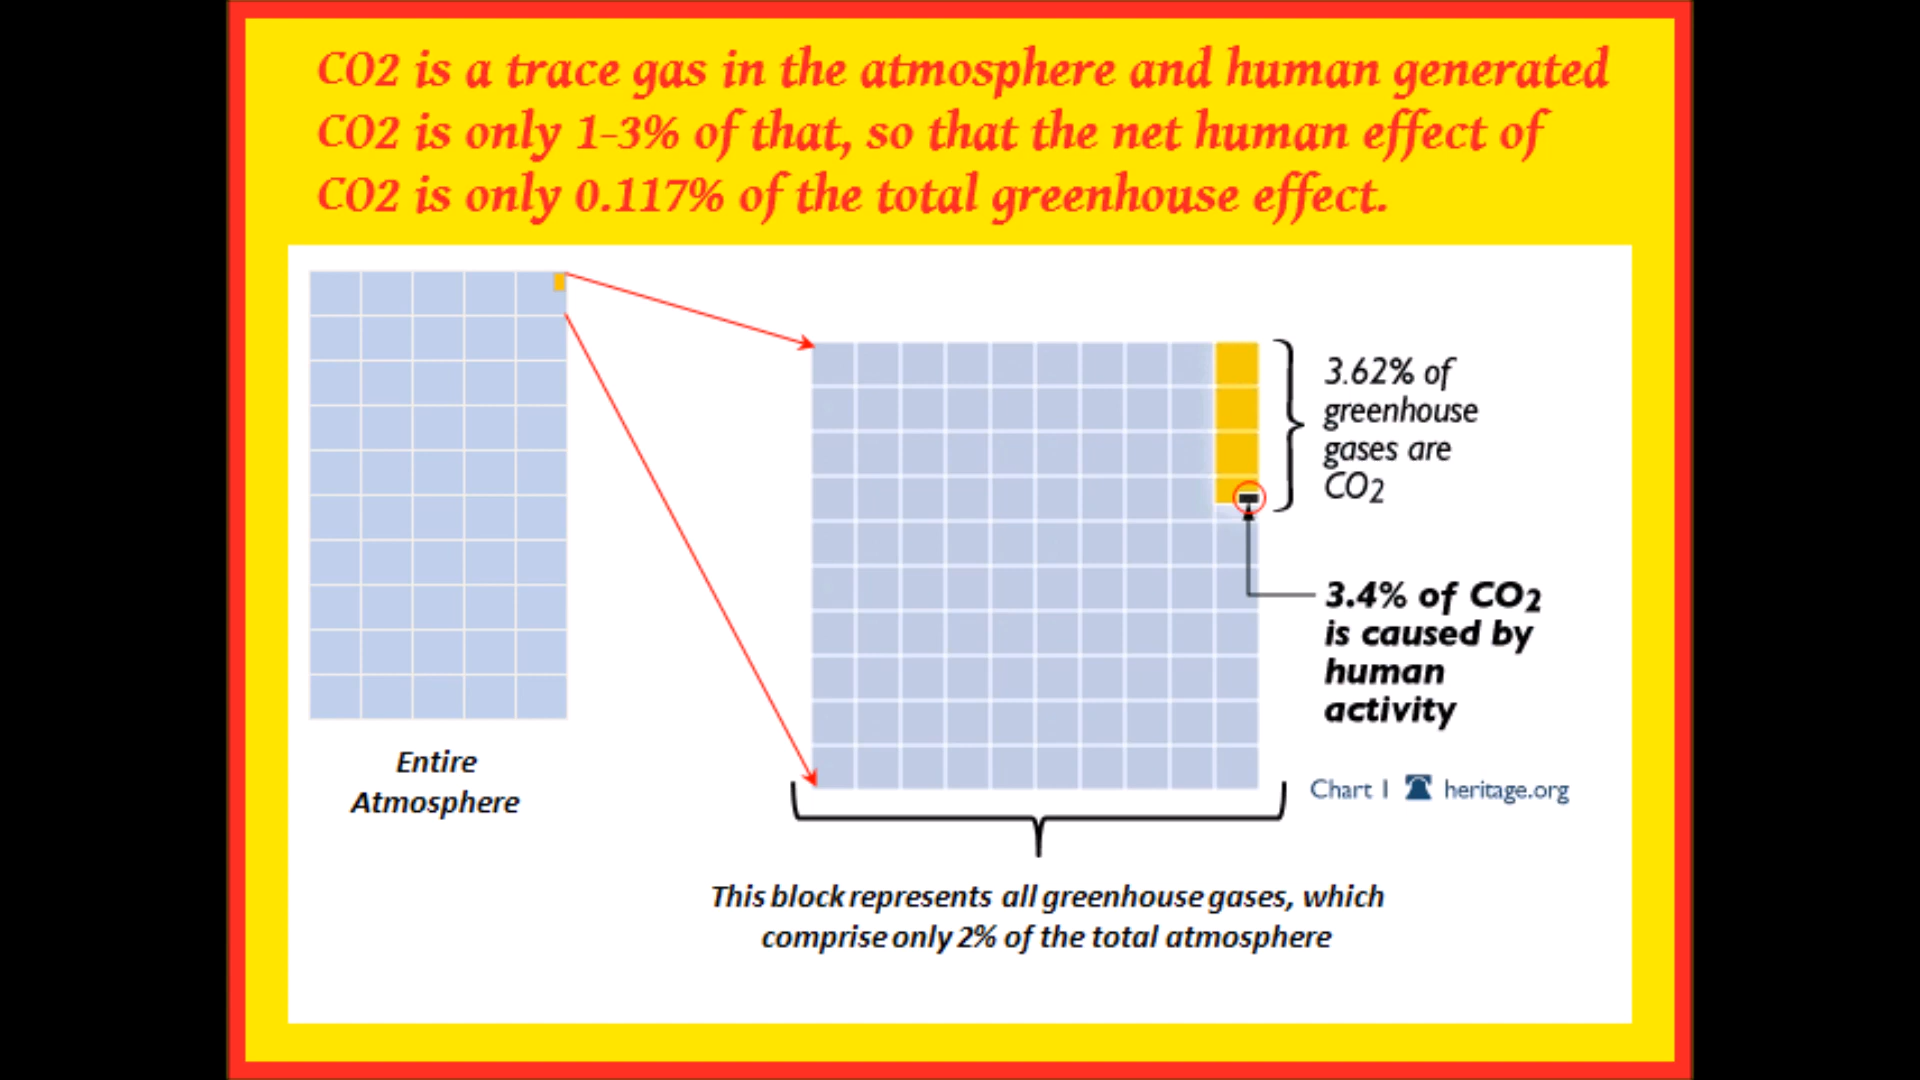 CO2 is a trace gas in the atmosphere and human generated
CO2 is only 1-3% of that, so that the net human effect of
CO2 is only 0.117% of the total greenhouse effect.
3.62% of
greenhouse
gases are
CO2
3.4% of CO2
is caused by
human
activity
Entire
Atmosphere
Chart 1 heritage.org
This block represents all greenhouse gases, which
comprise only 2% of the total atmosphere